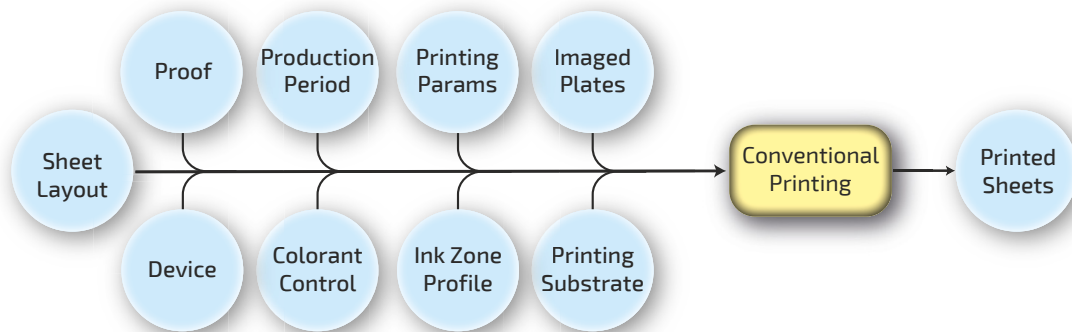 Proof
Production
Period
Printing
Params
Imaged
Plates
Sheet
Layout
Conventional
Printing
Printed
Sheets
Device
Colorant
Control
Ink Zone
Profile
Printing
Substrate